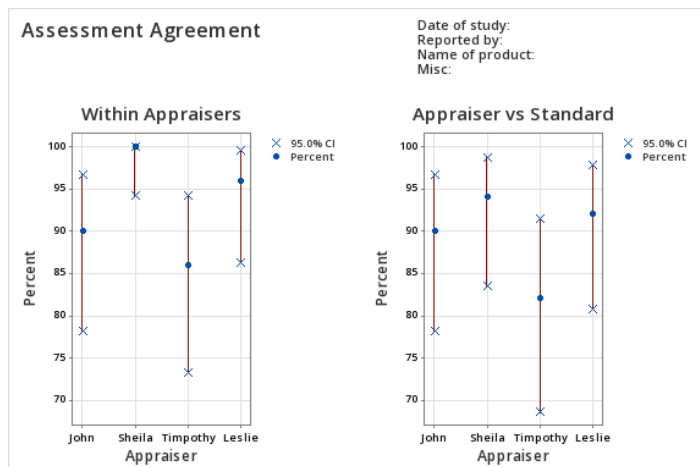 Assessment Agreement
Date of study:
Reported by:
Name of product:
Misc:
Within Appraisers
100
95
90
85
80
75
70
Percent
John Sheila Timpothy Leslie
Appraiser
95.0% CI
Percent
Appraiser vs Standard
100
95
90
85
80
75
70
Percent
John Sheila Timpothy Leslie
Appraiser
95.0% CI
Percent